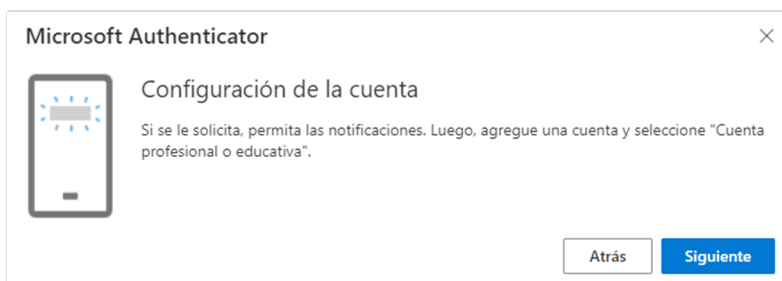 Microsoft Authenticator
Configuración de la cuenta
Si se le solicita, permita las notificaciones. Luego, agregue una cuenta y seleccione "Cuenta
profesional o educativa".
Atrás
Siguiente